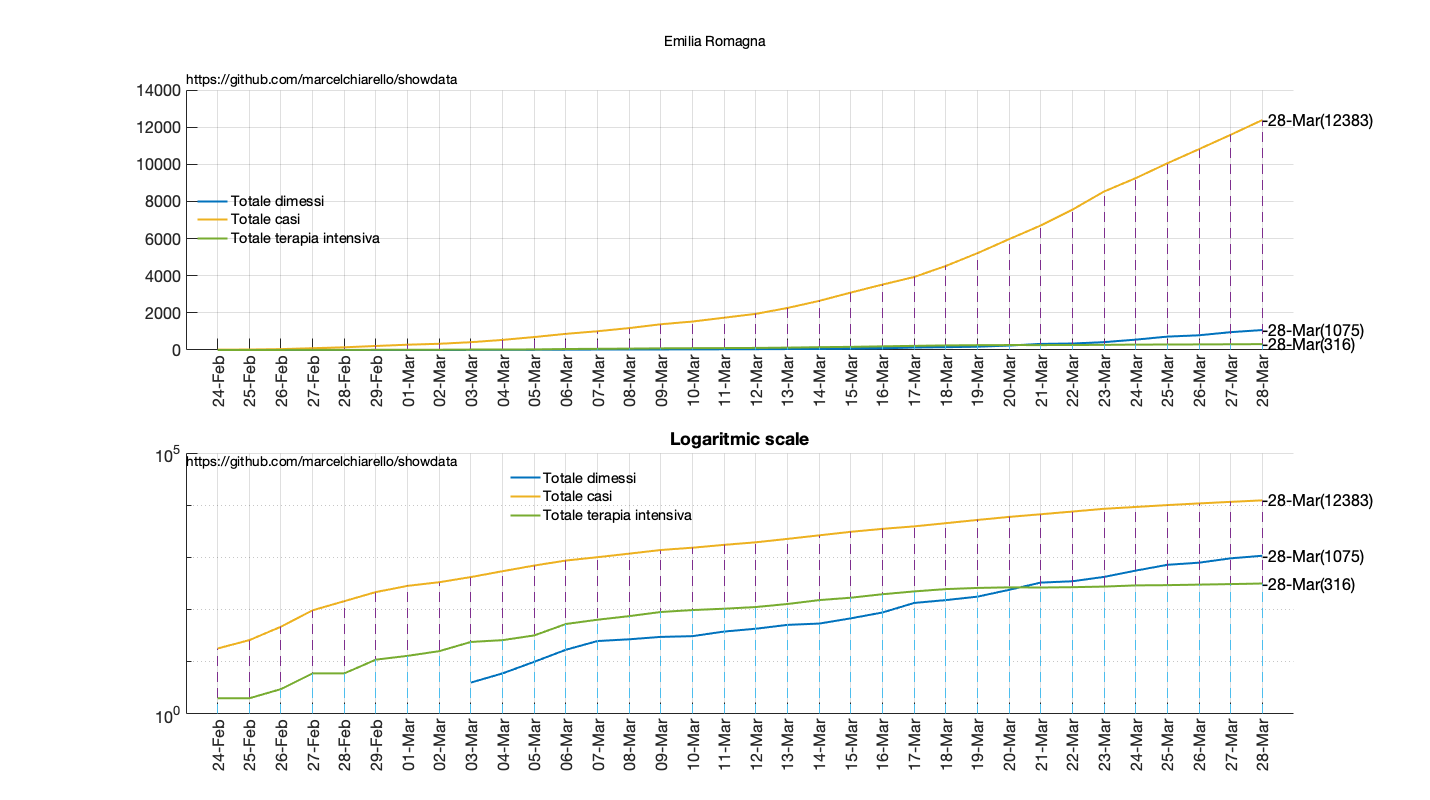 Emilia Romagna
https://github.com/marcelchiarello/showdata
14000
12000
10000
8000
6000
4000
2000
0
Totale dimessi
Totale casi
Totale terapia intensiva
-28-Mar(12383)
-28-Mar(1075)
-28-Mar(316)
24-Feb
25-Feb
26-Feb
27-Feb
28-Feb
29-Feb
01-Mar
02-Mar
03-Mar
04-Mar
05-Mar
06-Mar
07-Mar
08-Mar
09-Mar
10-Mar
11-Mar
12-Mar
13-Mar
14-Mar
15-Mar
16-Mar
17-Mar
18-Mar
19-Mar
20-Mar
21-Mar
22-Mar
23-Mar
24-Mar
25-Mar
26-Mar
27-Mar
28-Mar
Logaritmic scale
https://github.com/marcelchiarello/showdata
10^5
10^0
Totale dimessi
Totale casi
Totale terapia intensiva
-28-Mar(12383)
-28-Mar(1075)
-28-Mar(316)
24-Feb
25-Feb
26-Feb
27-Feb
28-Feb
29-Feb
01-Mar
02-Mar
03-Mar
04-Mar
05-Mar
06-Mar
07-Mar
08-Mar
09-Mar
10-Mar
11-Mar
12-Mar
13-Mar
14-Mar
15-Mar
16-Mar
17-Mar
18-Mar
19-Mar
20-Mar
21-Mar
22-Mar
23-Mar
24-Mar
25-Mar
26-Mar
27-Mar
28-Mar